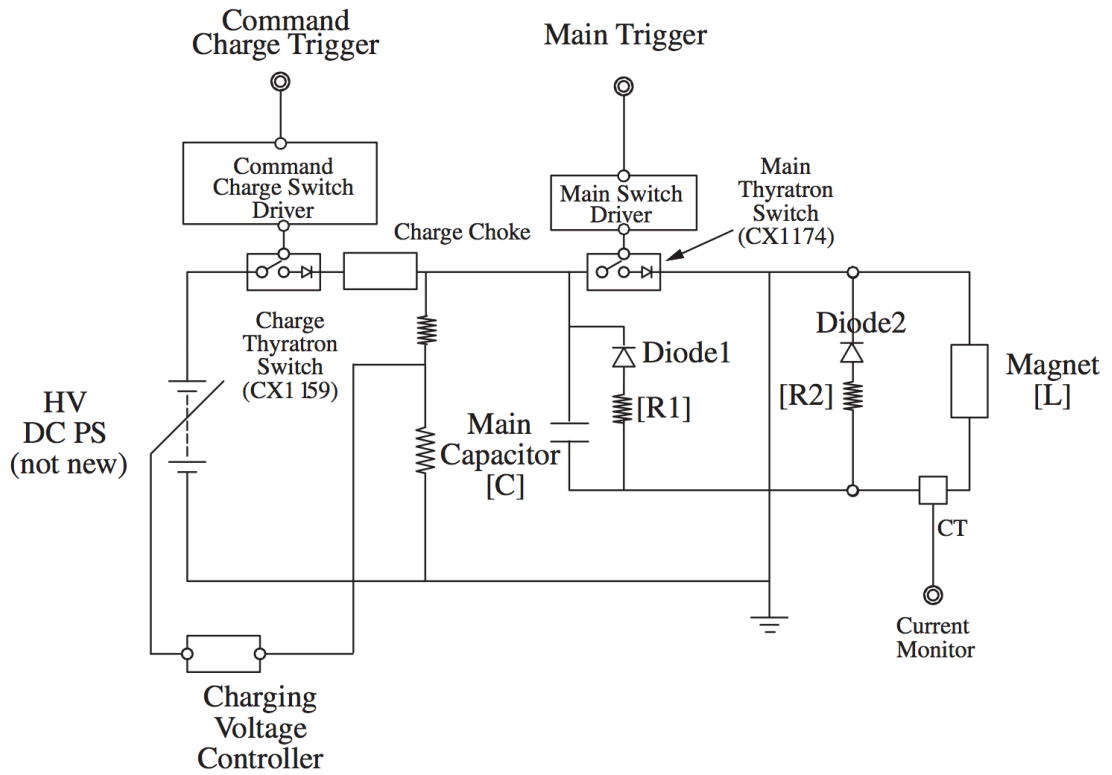 Command
Charge Trigger
Main Trigger
Command
Charge Switch
Driver
Main Switch
Driver
Main
Thyratron
Switch
(CX1174)
Charge Choke
Charge
Thyratron
Switch
(CX1159)
HV
DC PS
(not new)
Diode1
[R1]
Main
Capacitor
[C]
Diode2
[R2]
Magnet
[L]
CT
Current
Monitor
Charging
Voltage
Controller